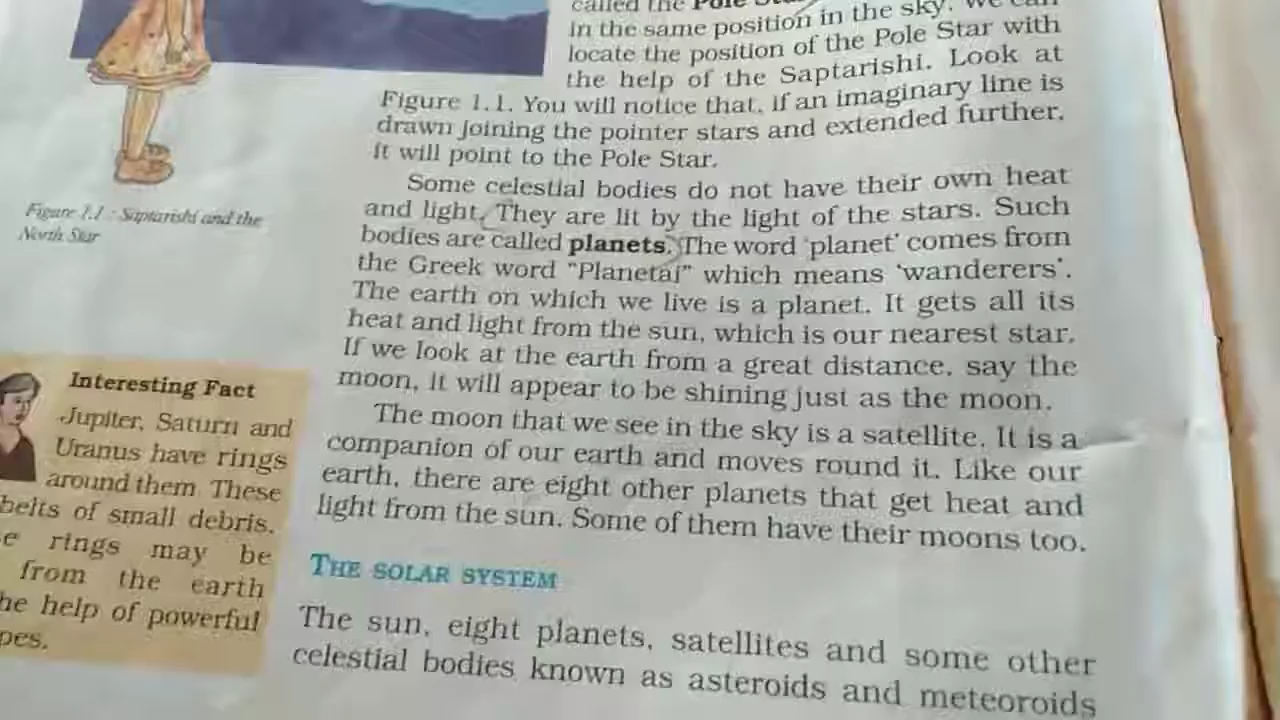 called the Pole
in the same position in the sky. We can
locate the position of the Pole Star with
the help of the Saptarishi. Look at
Figure 1.1. You will notice that, if an imaginary line is
drawn joining the pointer stars and extended further,
it will point to the Pole Star.
Some celestial bodies do not have their own heat
and light. They are lit by the light of the stars. Such
bodies are called planets. The word 'planet' comes from
the Greek word "Planetai" which means 'wanderers'.
The earth on which we live is a planet. It gets all its
heat and light from the sun, which is our nearest star.
If we look at the earth from a great distance, say the
moon, it will appear to be shining just as the moon.
The moon that we see in the sky is a satellite. It is a
companion of our earth and moves round it. Like our
earth, there are eight other planets that get heat and
light from the sun. Some of them have their moons too.
THE SOLAR SYSTEM
The sun, eight planets, satellites and some other
celestial bodies known as asteroids and meteoroids
Figure 1.1 : Saptarishi and the
North Star
Interesting Fact
Jupiter, Saturn and
Uranus have rings
around them. These
belts of small debris.
e rings may be
from the earth
he help of powerful
pes.